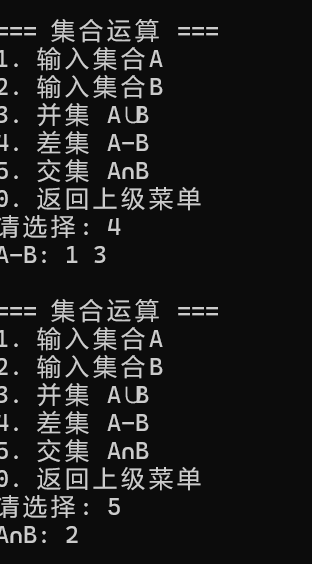 === 集合运算 ===
1. 输入集合A
2. 输入集合B
3. 并集 A∪B
4. 差集 A-B
5. 交集 A∩B
0. 返回上级菜单
请选择: 4
A-B: 1 3

=== 集合运算 ===
1. 输入集合A
2. 输入集合B
3. 并集 A∪B
4. 差集 A-B
5. 交集 A∩B
0. 返回上级菜单
请选择: 5
A∩B: 2